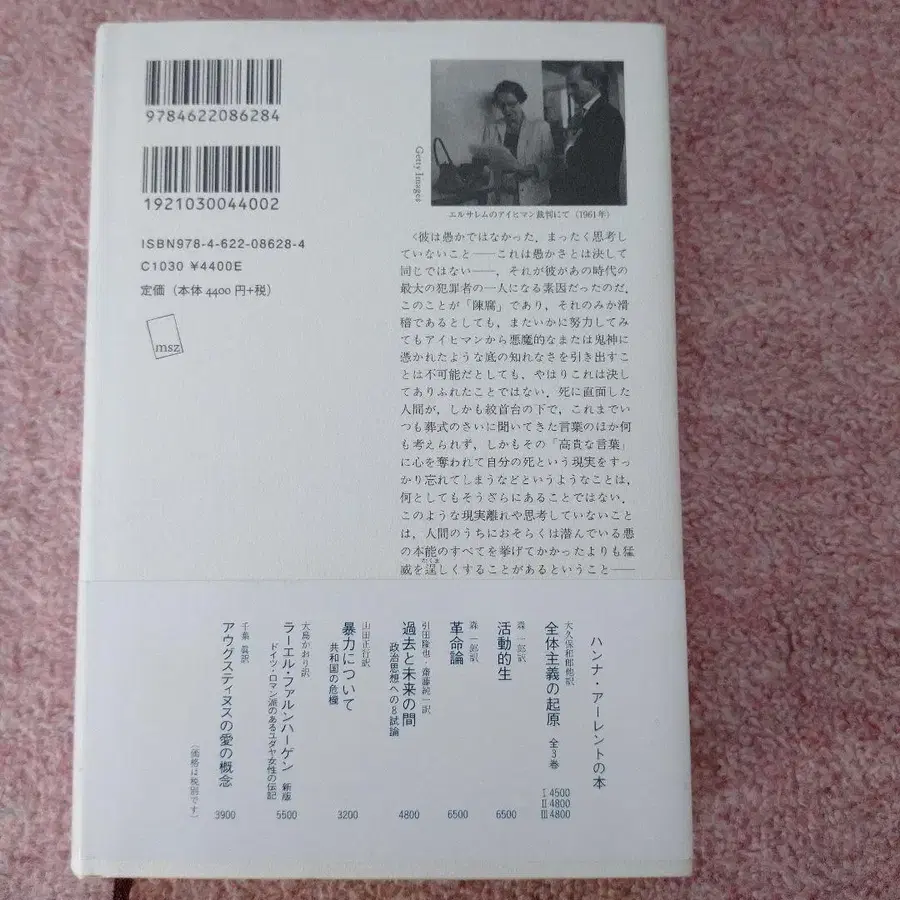 9784622086284
1921030044002
ISBN978-4-622-08628-4
C1030 ¥4400E
定価（本体4400円+税）
msz
Getty Images
エルサレムのアイヒマン裁判にて（1961年）
〈彼は愚かではなかった．まったく思考し
ていないこと――これは愚かさとは決して
同じではない――，それが彼があの時代の
最大の犯罪者の一人になる素因だったのだ．
このことが「陳腐」であり，それのみか滑
稽であるとしても，またいかに努力してみ
てもアイヒマンから悪魔的なまたは鬼神に
憑かれたような底の知れなさを引き出すこ
とは不可能だとしても，やはりこれは決し
てありふれたことではない．死に直面した
人間が，しかも絞首台の下で，これまでい
つも葬式のさいに聞いてきた言葉のほか何
も考えられず，しかもその「高貴な言葉」
に心を奪われて自分の死という現実をすっ
かり忘れてしまうなどというようなことは，
何としてもそうざらにあることではない．
このような現実離れや思考していないこと
は，人間のうちにおそらくは潜んでいる悪
の本能のすべてを挙げてかかったよりも猛
威を逞しくすることがあるということ――
ハンナ・アーレントの本
大久保和郎他訳
全体主義の起原 全3巻
Ⅰ 4500
Ⅱ 4800
Ⅲ 4800
森 一郎訳
活動的生
6500
森 一郎訳
革命論
6500
引田隆也・齋藤純一訳
過去と未来の間
政治思想への8試論
4800
山田正行訳
暴力について
共和国の危機
3200
大島かおり訳
ラーエル・ファルンハーゲン 新版
ドイツ・ロマン派のあるユダヤ女性の伝記
5500
千葉 眞訳
アウグスティヌスの愛の概念
3900
（価格は税別です）